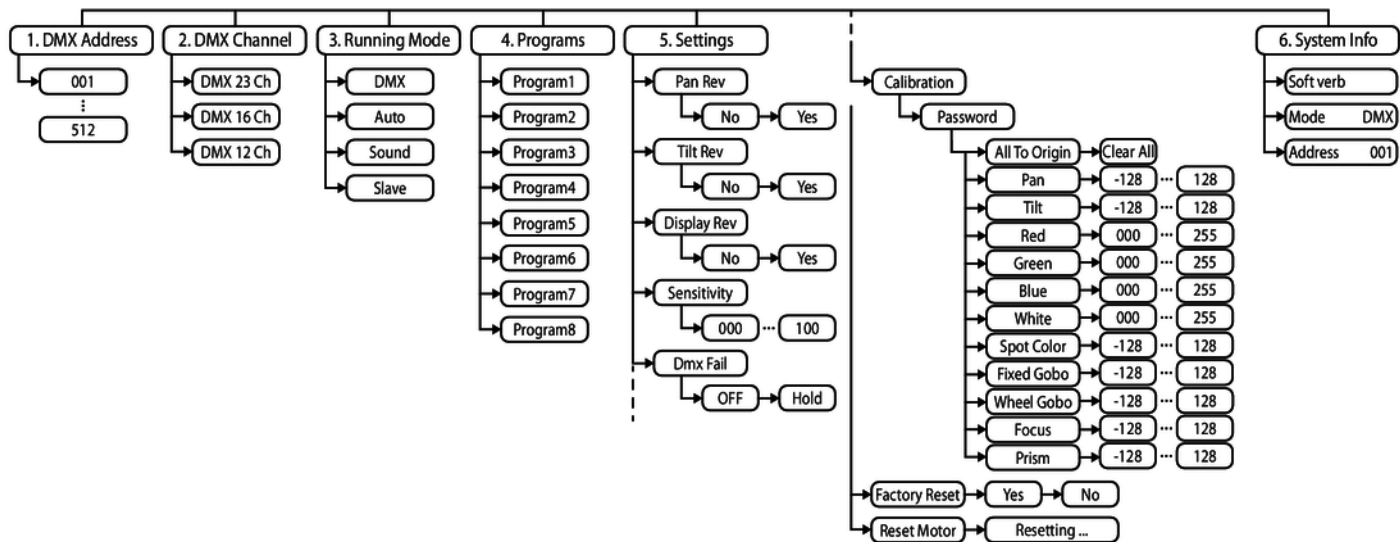 1. DMX Address
001
⋮
512
2. DMX Channel
DMX 23 Ch
DMX 16 Ch
DMX 12 Ch
3. Running Mode
DMX
Auto
Sound
Slave
4. Programs
Program1
Program2
Program3
Program4
Program5
Program6
Program7
Program8
5. Settings
Pan Rev
No Yes
Tilt Rev
No Yes
Display Rev
No Yes
Sensitivity
000 ... 100
Dmx Fail
OFF Hold
Calibration
Password
All To Origin Clear All
Pan -128 ... 128
Tilt -128 ... 128
Red 000 ... 255
Green 000 ... 255
Blue 000 ... 255
White 000 ... 255
Spot Color -128 ... 128
Fixed Gobo -128 ... 128
Wheel Gobo -128 ... 128
Focus -128 ... 128
Prism -128 ... 128
Factory Reset Yes No
Reset Motor Resetting ...
6. System Info
Soft verb
Mode DMX
Address 001